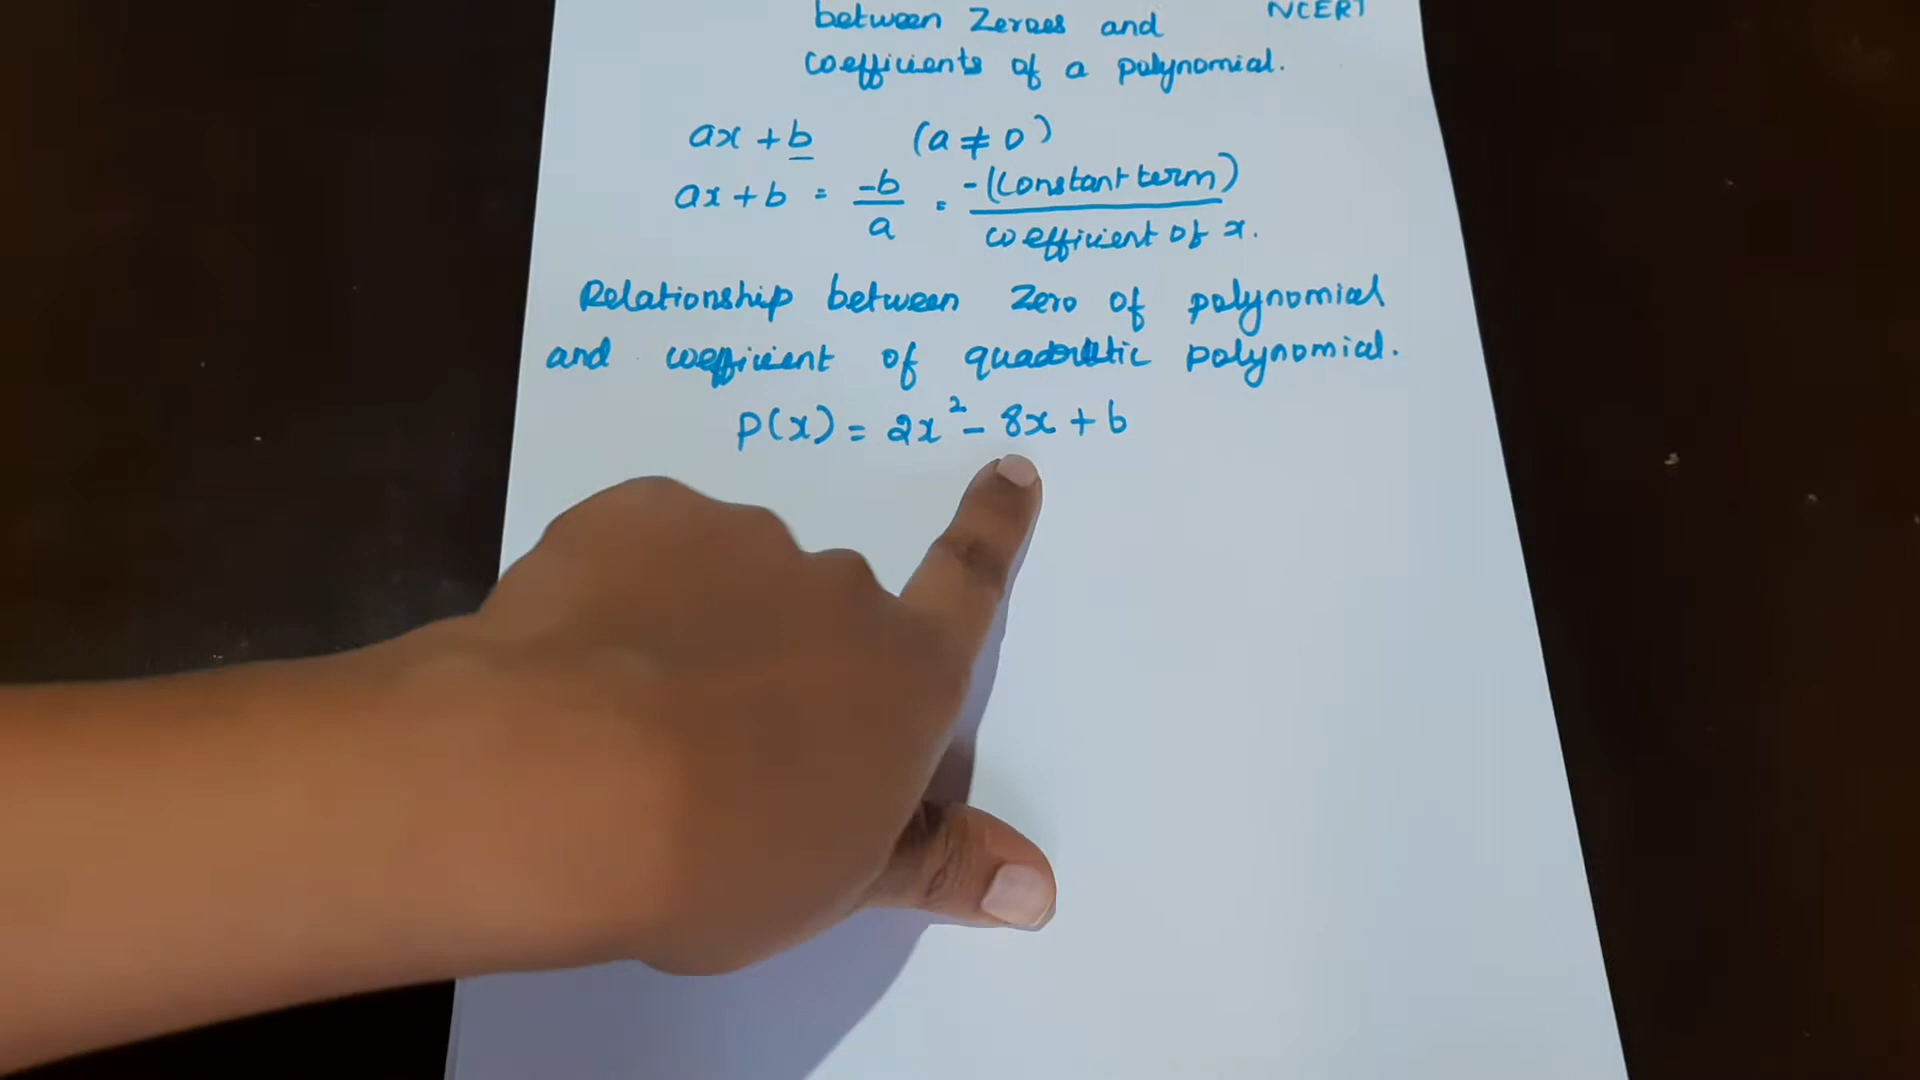 between Zeroes and NCERT
coefficients of a polynomial.
ax + b (a ≠ 0)
ax + b = -b/a = -(Constant term)/coefficient of x.
Relationship between Zero of polynomial
and coefficient of quadratic polynomial.
P(x) = 2x² - 8x + 6